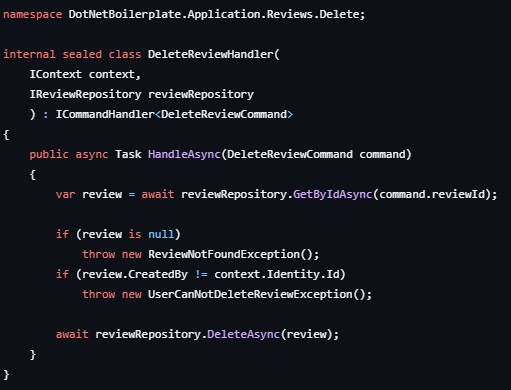 namespace DotNetBoilerplate.Application.Reviews.Delete;
internal sealed class DeleteReviewHandler(
    IContext context,
    IReviewRepository reviewRepository
    ) : ICommandHandler<DeleteReviewCommand>
{
    public async Task HandleAsync(DeleteReviewCommand command)
    {
        var review = await reviewRepository.GetByIdAsync(command.reviewId);
        if (review is null)
            throw new ReviewNotFoundException();
        if (review.CreatedBy != context.Identity.Id)
            throw new UserCanNotDeleteReviewException();
        await reviewRepository.DeleteAsync(review);
    }
}